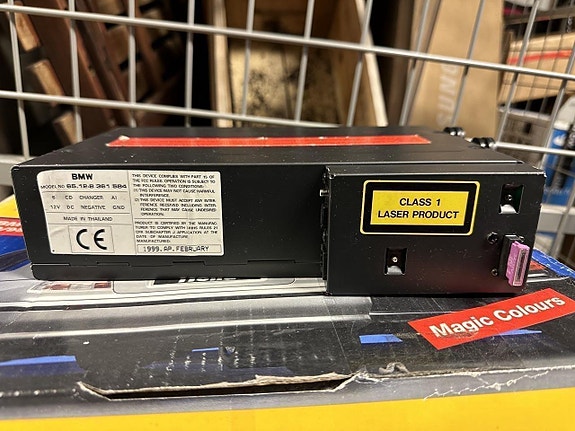 BMW
MODEL NO 65.12-8 361 584
6 CD CHANGER A1
12V DC NEGATIVE GND
MADE IN THAILAND
CE
THIS DEVICE COMPLIES WITH PART 15 OF
THE FCC RULES. OPERATION IS SUBJECT TO
THE FOLLOWING TWO CONDITIONS:
(1) THIS DEVICE MAY NOT CAUSE HARMFUL
INTERFERENCE.
(2) THIS DEVICE MUST ACCEPT ANY INTER-
FERENCE RECEIVED, INCLUDING INTER-
FERENCE THAT MAY CAUSE UNDESIRED
OPERATION.
PRODUCT IS CERTIFIED BY THE MANUFAC-
TURER TO COMPLY WITH DHHS RULES 21
CFR SUBCHAPTER J APPLICATION AT THE
DATE OF MANUFACTURE
MANUFACTURED:
1999.AP.FEBRUARY
CLASS 1
LASER PRODUCT
Magic Colours